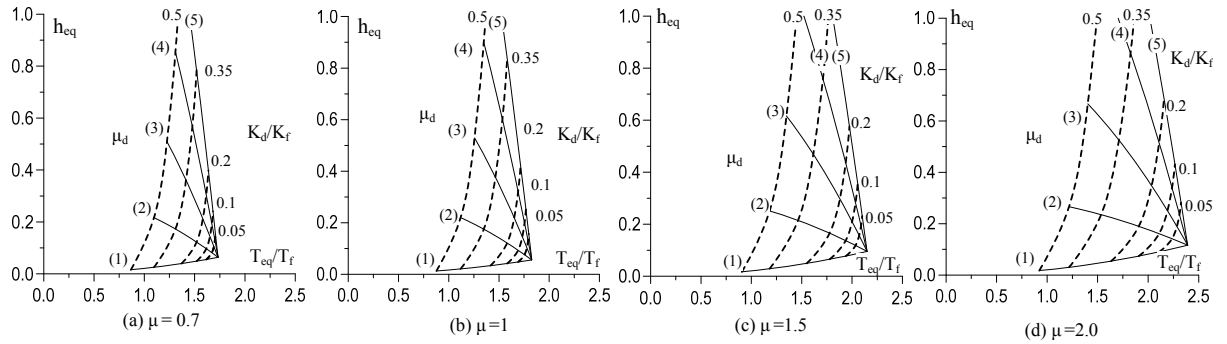 1.0 h_eq 0.5 (5)
(4)
0.8 0.35
0.6 (3)
μ_d K_d/K_f
0.4 0.2
(2) 0.1
0.2 0.05
(1) T_eq/T_f
0.0
0.0 0.5 1.0 1.5 2.0 2.5
(a) μ = 0.7
1.0 h_eq 0.5 (5)
(4)
0.35
0.8
0.6 (3) 0.2
μ_d K_d/K_f
0.4 0.1
0.2 (2) 0.05
(1) T_eq/T_f
0.0
0.0 0.5 1.0 1.5 2.0 2.5
(b) μ =1
1.0 h_eq 0.5 0.35
(4) (5)
0.8 K_d/K_f
0.6 (3) 0.2
0.4 μ_d 0.1
(2)
0.2 0.05
(1) T_eq/T_f
0.0
0.0 0.5 1.0 1.5 2.0 2.5
(c) μ=1.5
1.0 h_eq 0.5 0.35
(4) (5)
0.8 K_d/K_f
0.2
0.6 (3)
0.4 μ_d 0.1
(2) 0.05
0.2
(1) T_eq/T_f
0.0
0.0 0.5 1.0 1.5 2.0 2.5
(d) μ=2.0